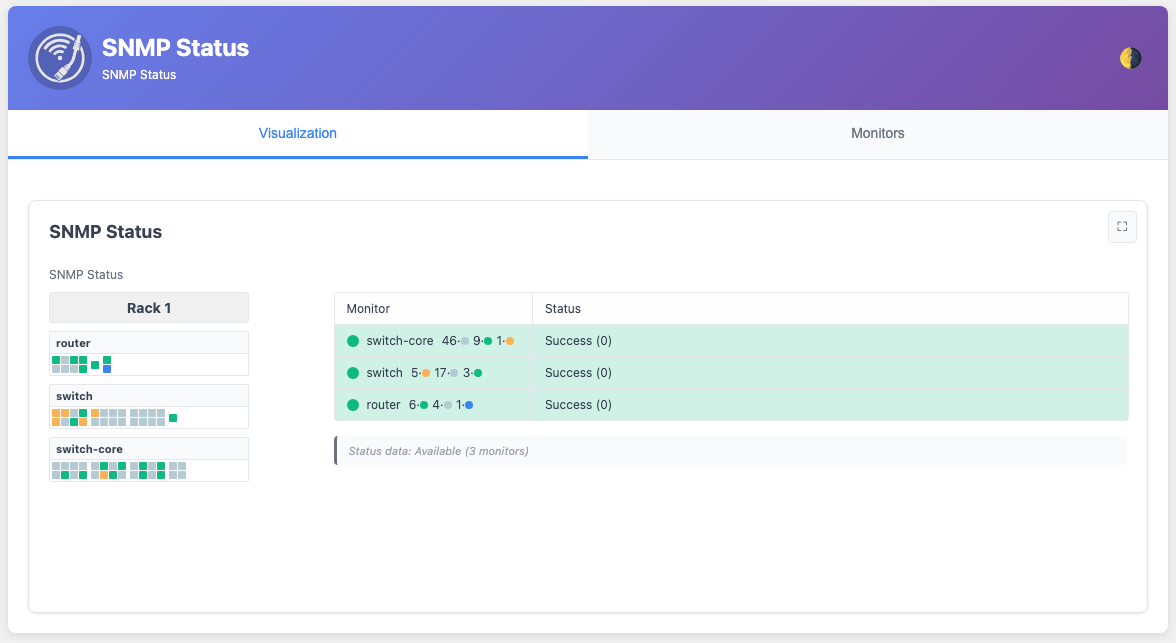 SNMP Status
SNMP Status
Visualization
Monitors
SNMP Status
SNMP Status
Rack 1
router
switch
switch-core
Monitor Status
switch-core 46· 9· 1· Success (0)
switch 5· 17· 3· Success (0)
router 6· 4· 1· Success (0)
Status data: Available (3 monitors)